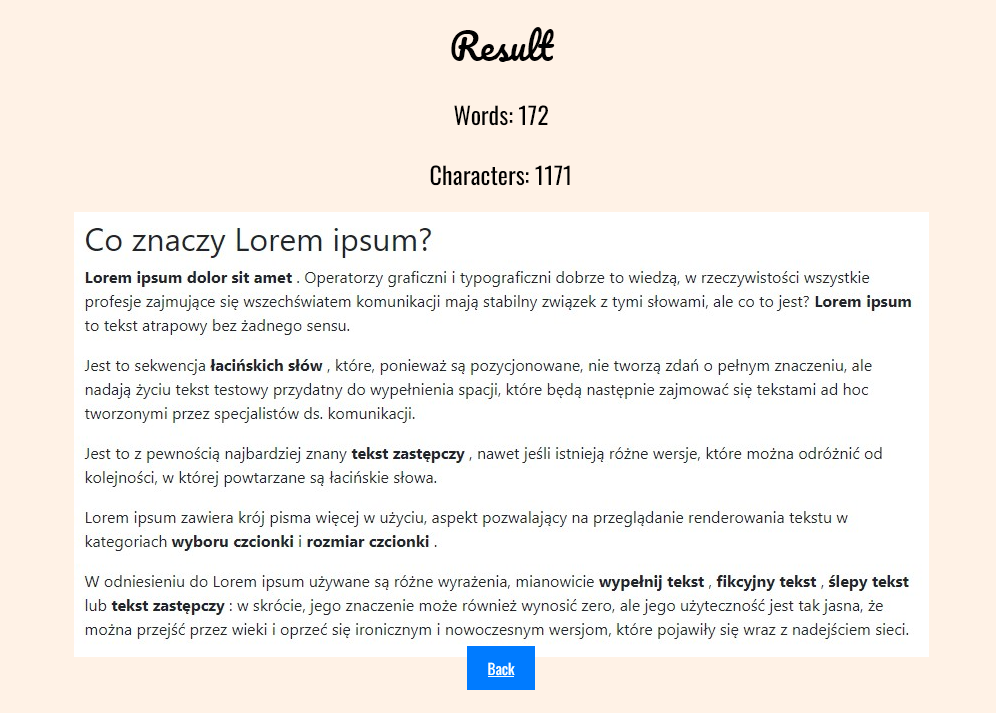 Result
Words: 172
Characters: 1171
Co znaczy Lorem ipsum?
Lorem ipsum dolor sit amet . Operatorzy graficzni i typograficzni dobrze to wiedzą, w rzeczywistości wszystkie
profesje zajmujące się wszechświatem komunikacji mają stabilny związek z tymi słowami, ale co to jest? Lorem ipsum
to tekst atrapowy bez żadnego sensu.
Jest to sekwencja łacińskich słów , które, ponieważ są pozycjonowane, nie tworzą zdań o pełnym znaczeniu, ale
nadają życiu tekst testowy przydatny do wypełnienia spacji, które będą następnie zajmować się tekstami ad hoc
tworzonymi przez specjalistów ds. komunikacji.
Jest to z pewnością najbardziej znany tekst zastępczy , nawet jeśli istnieją różne wersje, które można odróżnić od
kolejności, w której powtarzane są łacińskie słowa.
Lorem ipsum zawiera krój pisma więcej w użyciu, aspekt pozwalający na przeglądanie renderowania tekstu w
kategoriach wyboru czcionki i rozmiar czcionki .
W odniesieniu do Lorem ipsum używane są różne wyrażenia, mianowicie wypełnij tekst , fikcyjny tekst , ślepy tekst
lub tekst zastępczy : w skrócie, jego znaczenie może również wynosić zero, ale jego użyteczność jest tak jasna, że
można przejść przez wieki i oprzeć się ironicznym i nowoczesnym wersjom, które pojawiły się wraz z nadejściem sieci.
Back